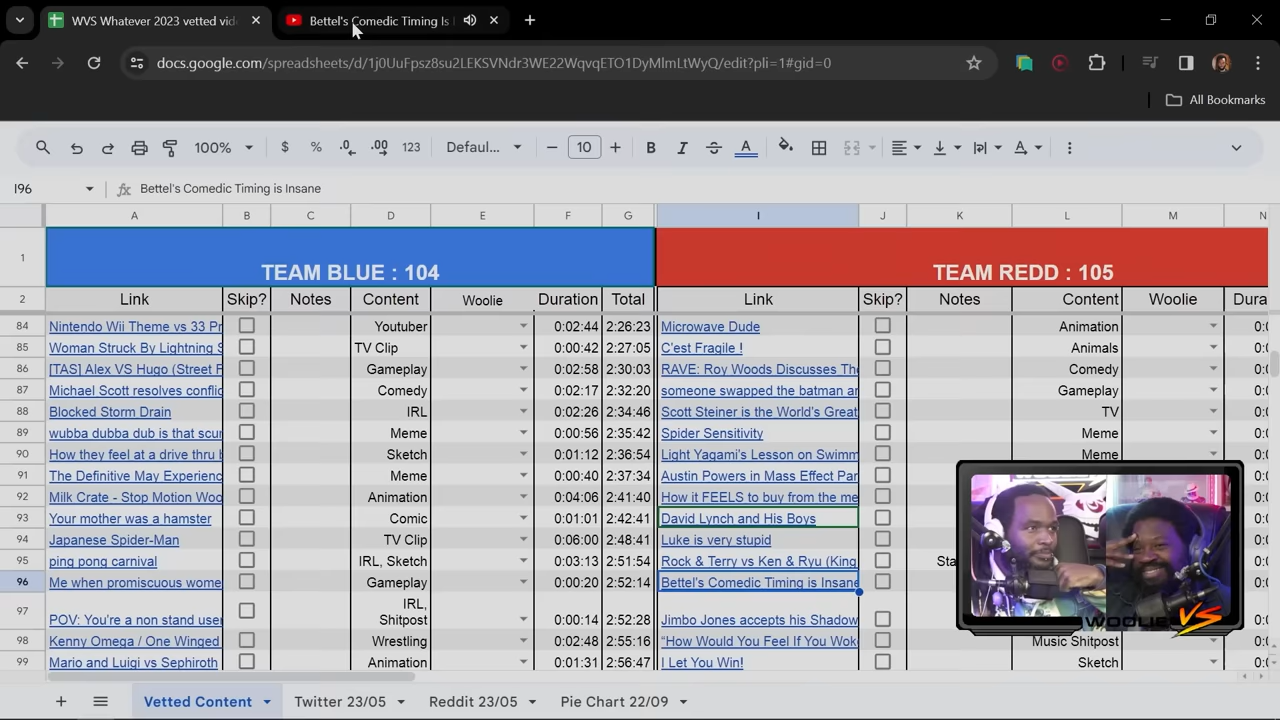 WVS Whatever 2023 vetted vid
Bettel's Comedic Timing Is
docs.google.com/spreadsheets/d/1j0UuFpsz8su2LEKSVNdr3WE22WqvqETO1DyMlmLtWyQ/edit?pli=1#gid=0
All Bookmarks
100% $ % .0 .00 123 Defaul... 10 B I A
I96 fx Bettel's Comedic Timing is Insane
A B C D E F G I J K L M N
1 TEAM BLUE : 104 TEAM REDD : 105
2 Link Skip? Notes Content Woolie Duration Total Link Skip? Notes Content Woolie Dura
84 Nintendo Wii Theme vs 33 Pr Youtuber 0:02:44 2:26:23 Microwave Dude Animation 0:
85 Woman Struck By Lightning S TV Clip 0:00:42 2:27:05 C'est Fragile ! Animals 0:
86 [TAS] Alex VS Hugo (Street F Gameplay 0:02:58 2:30:03 RAVE: Roy Woods Discusses The Comedy 0:
87 Michael Scott resolves conflic Comedy 0:02:17 2:32:20 someone swapped the batman ar Gameplay 0:
88 Blocked Storm Drain IRL 0:02:26 2:34:46 Scott Steiner is the World's Great TV 0:
89 wubba dubba dub is that scur Meme 0:00:56 2:35:42 Spider Sensitivity Meme 0:
90 How they feel at a drive thru b Sketch 0:01:12 2:36:54 Light Yagami's Lesson on Swimm Meme 0:
91 The Definitive May Experienc Meme 0:00:40 2:37:34 Austin Powers in Mass Effect Par
92 Milk Crate - Stop Motion Woo Animation 0:04:06 2:41:40 How it FEELS to buy from the me
93 Your mother was a hamster Comic 0:01:01 2:42:41 David Lynch and His Boys
94 Japanese Spider-Man TV Clip 0:06:00 2:48:41 Luke is very stupid
95 ping pong carnival IRL, Sketch 0:03:13 2:51:54 Rock & Terry vs Ken & Ryu (King Sta
96 Me when promiscuous wome Gameplay 0:00:20 2:52:14 Bettel's Comedic Timing is Insane
IRL,
97 POV: You're a non stand user Shitpost 0:00:14 2:52:28 Jimbo Jones accepts his Shadow
98 Kenny Omega / One Winged Wrestling 0:02:48 2:55:16 "How Would You Feel If You Wok Music Shitpost 0:
99 Mario and Luigi vs Sephiroth Animation 0:01:31 2:56:47 I Let You Win! Sketch 0:
WOOLIE VS
Vetted Content Twitter 23/05 Reddit 23/05 Pie Chart 22/09